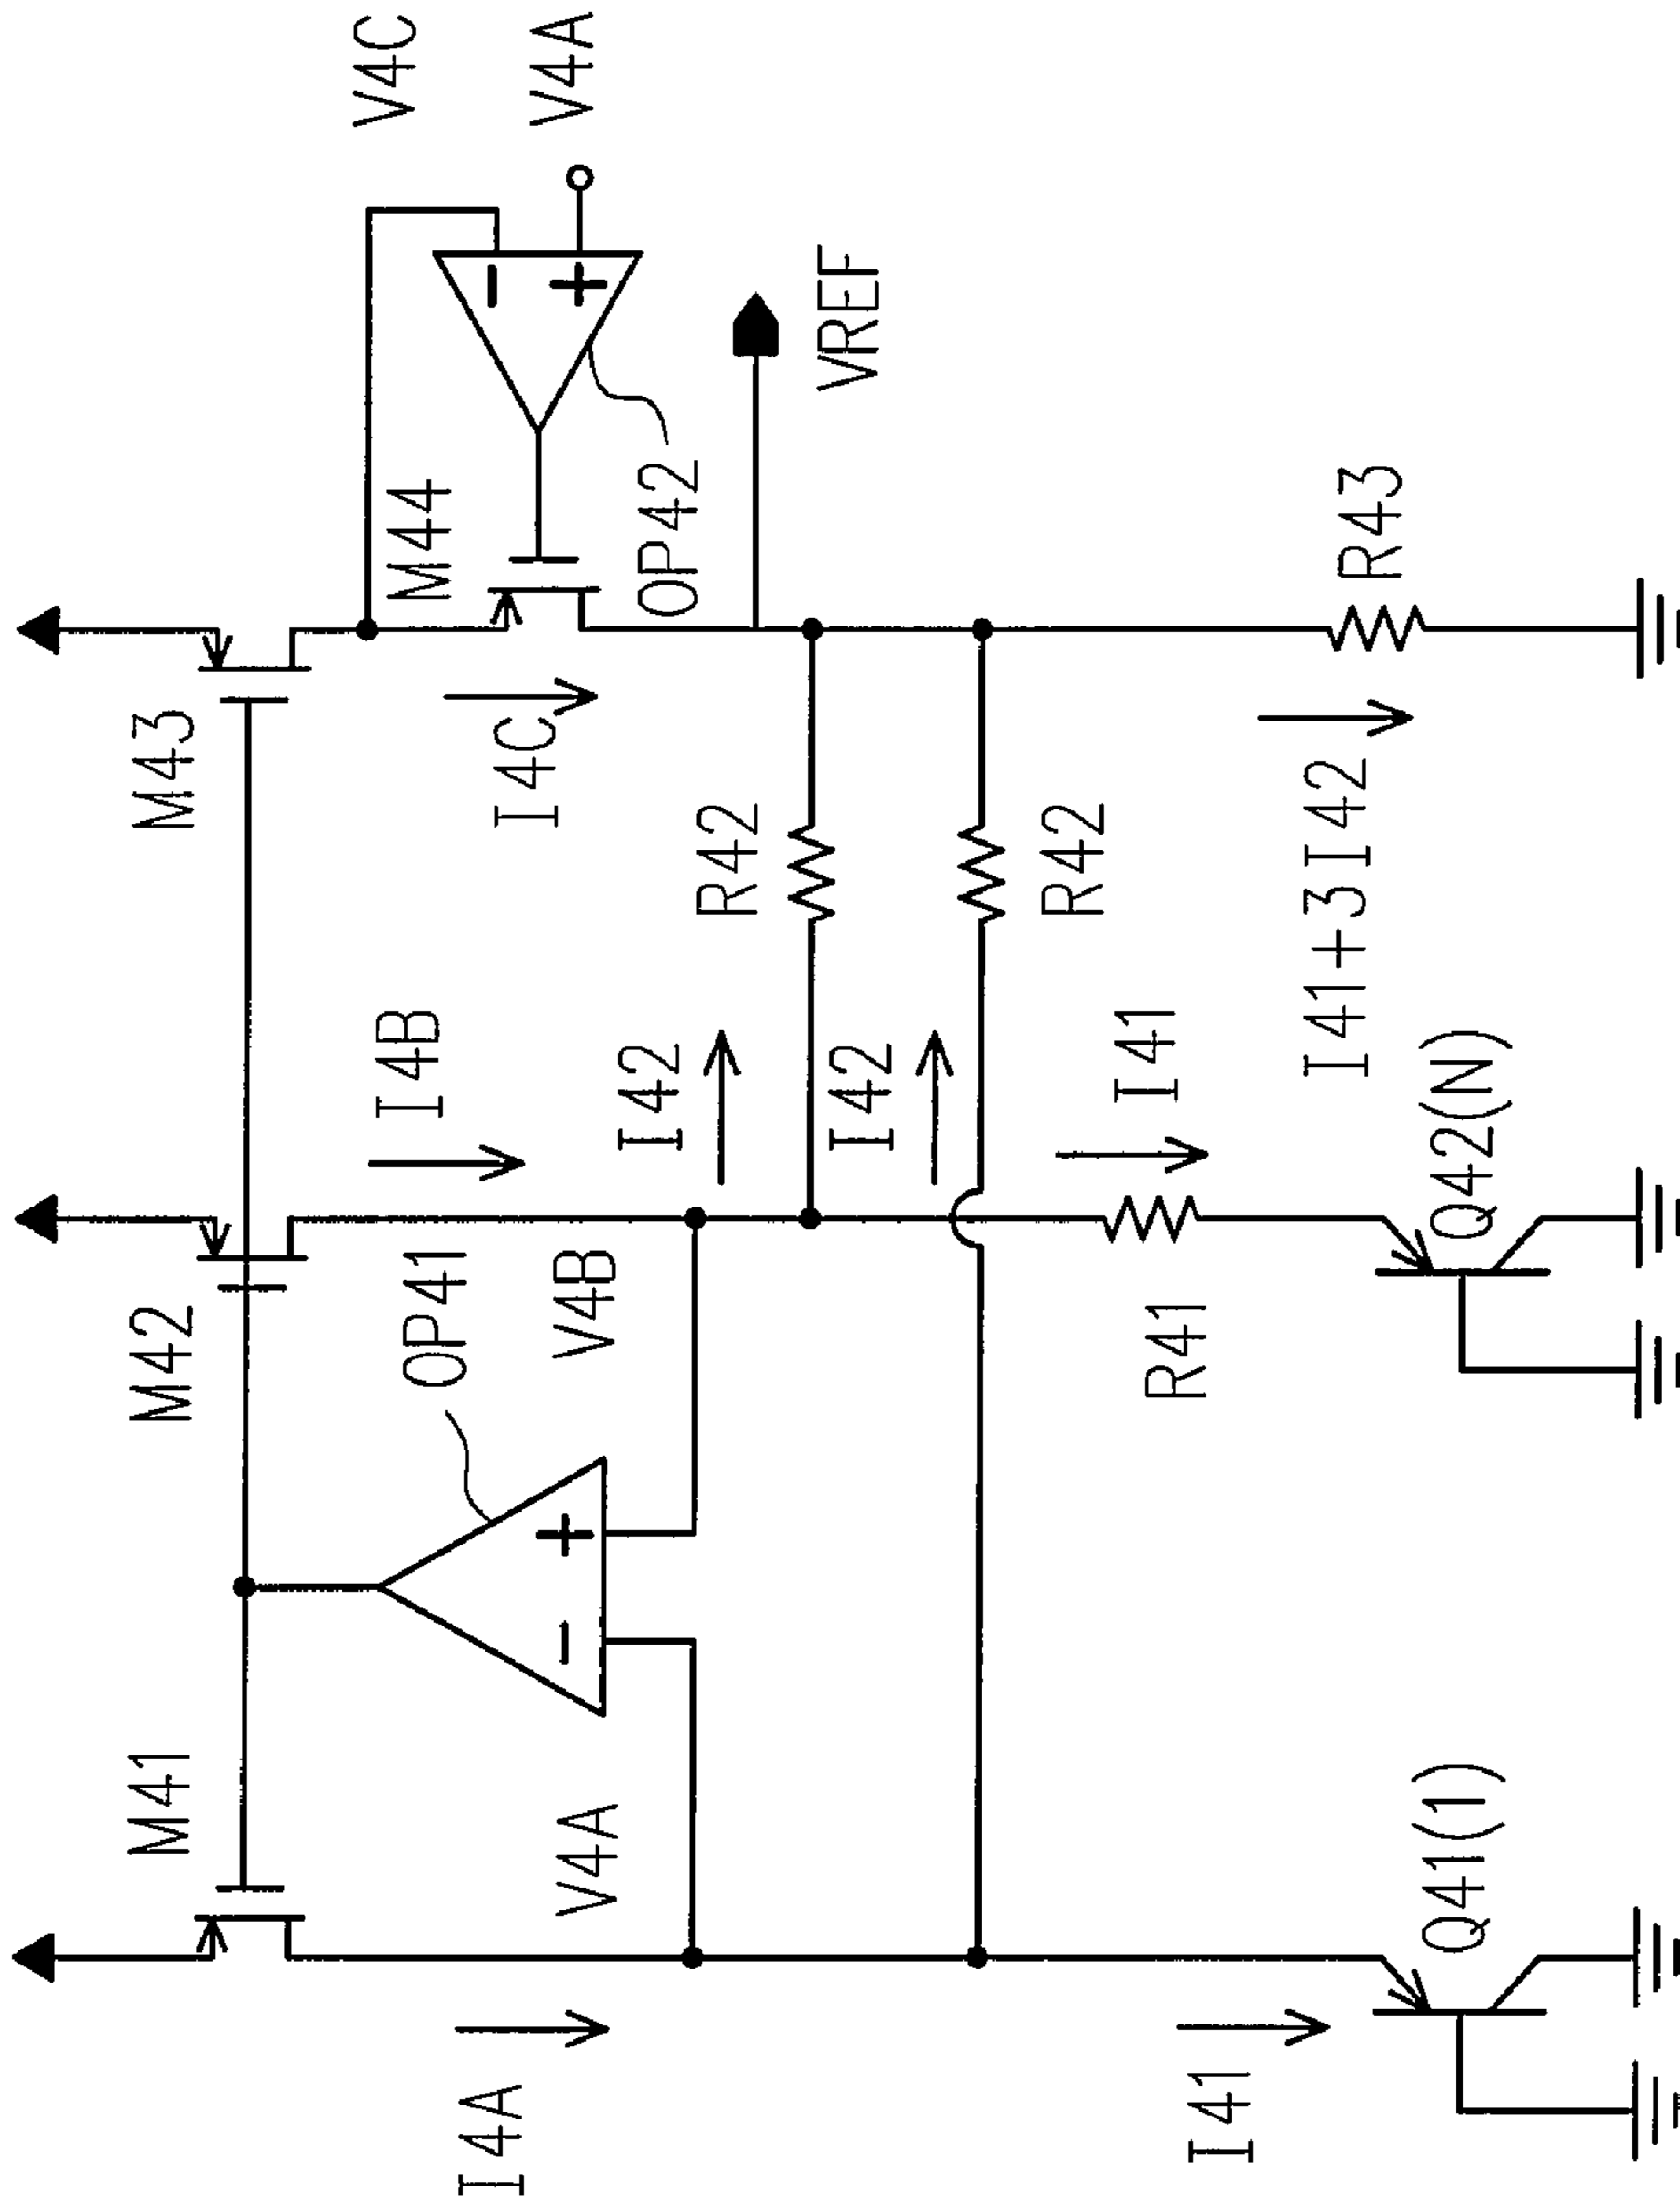 V4C
V4A
M43
M44
OP42
I4C
VREF
M42
I4B
OP41
V4B
I42
R42
I42
R42
I41
R41
I41+3I42
R43
Q42(N)
M41
V4A
I4A
Q41(1)
I41